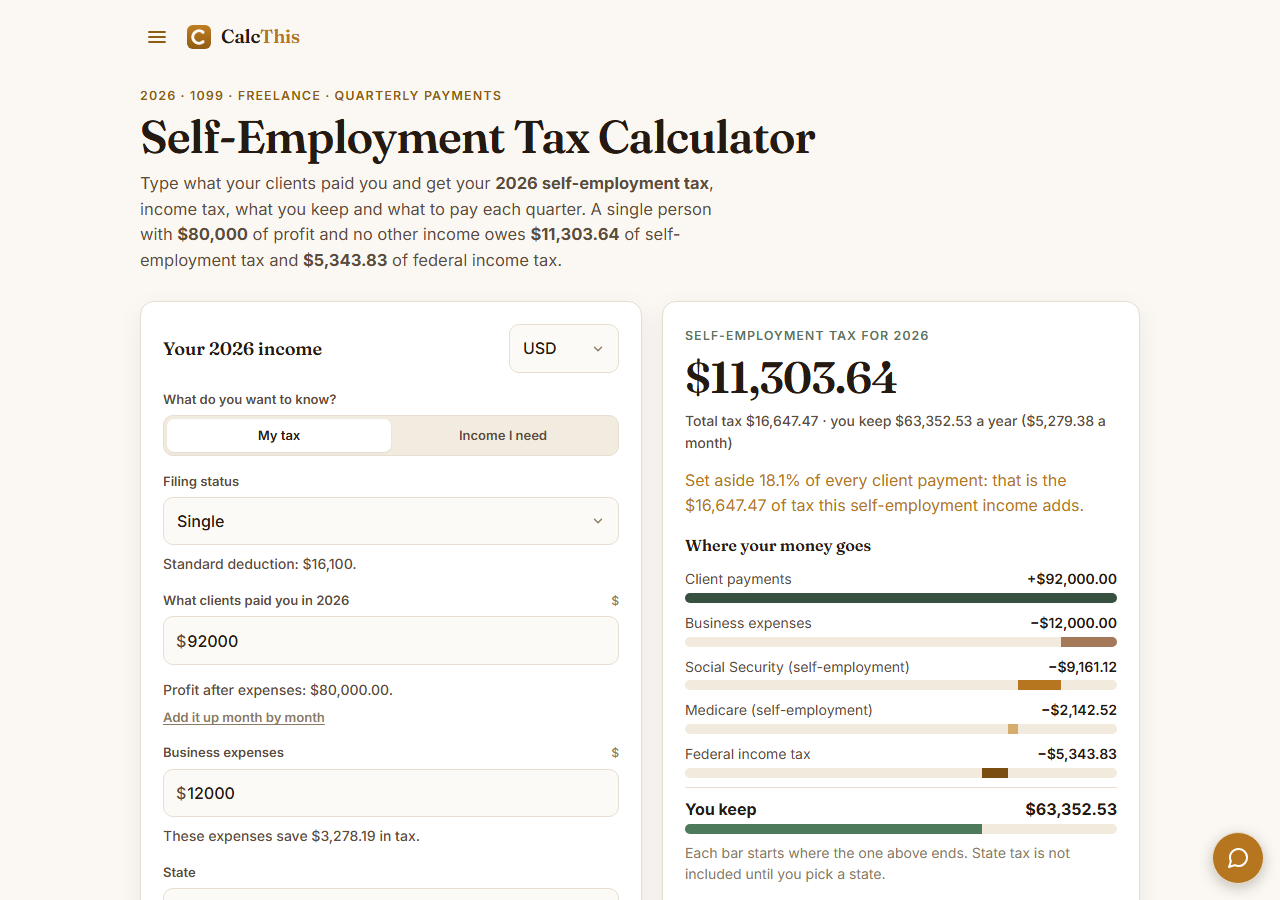 CalcThis
2026 · 1099 · FREELANCE · QUARTERLY PAYMENTS
Self-Employment Tax Calculator
Type what your clients paid you and get your 2026 self-employment tax,
income tax, what you keep and what to pay each quarter. A single person
with $80,000 of profit and no other income owes $11,303.64 of self-
employment tax and $5,343.83 of federal income tax.
Your 2026 income
USD
What do you want to know?
My tax
Income I need
Filing status
Single
Standard deduction: $16,100.
What clients paid you in 2026 $
$92000
Profit after expenses: $80,000.00.
Add it up month by month
Business expenses $
$12000
These expenses save $3,278.19 in tax.
State
SELF-EMPLOYMENT TAX FOR 2026
$11,303.64
Total tax $16,647.47 · you keep $63,352.53 a year ($5,279.38 a
month)
Set aside 18.1% of every client payment: that is the
$16,647.47 of tax this self-employment income adds.
Where your money goes
Client payments +$92,000.00
Business expenses −$12,000.00
Social Security (self-employment) −$9,161.12
Medicare (self-employment) −$2,142.52
Federal income tax −$5,343.83
You keep $63,352.53
Each bar starts where the one above ends. State tax is not
included until you pick a state.